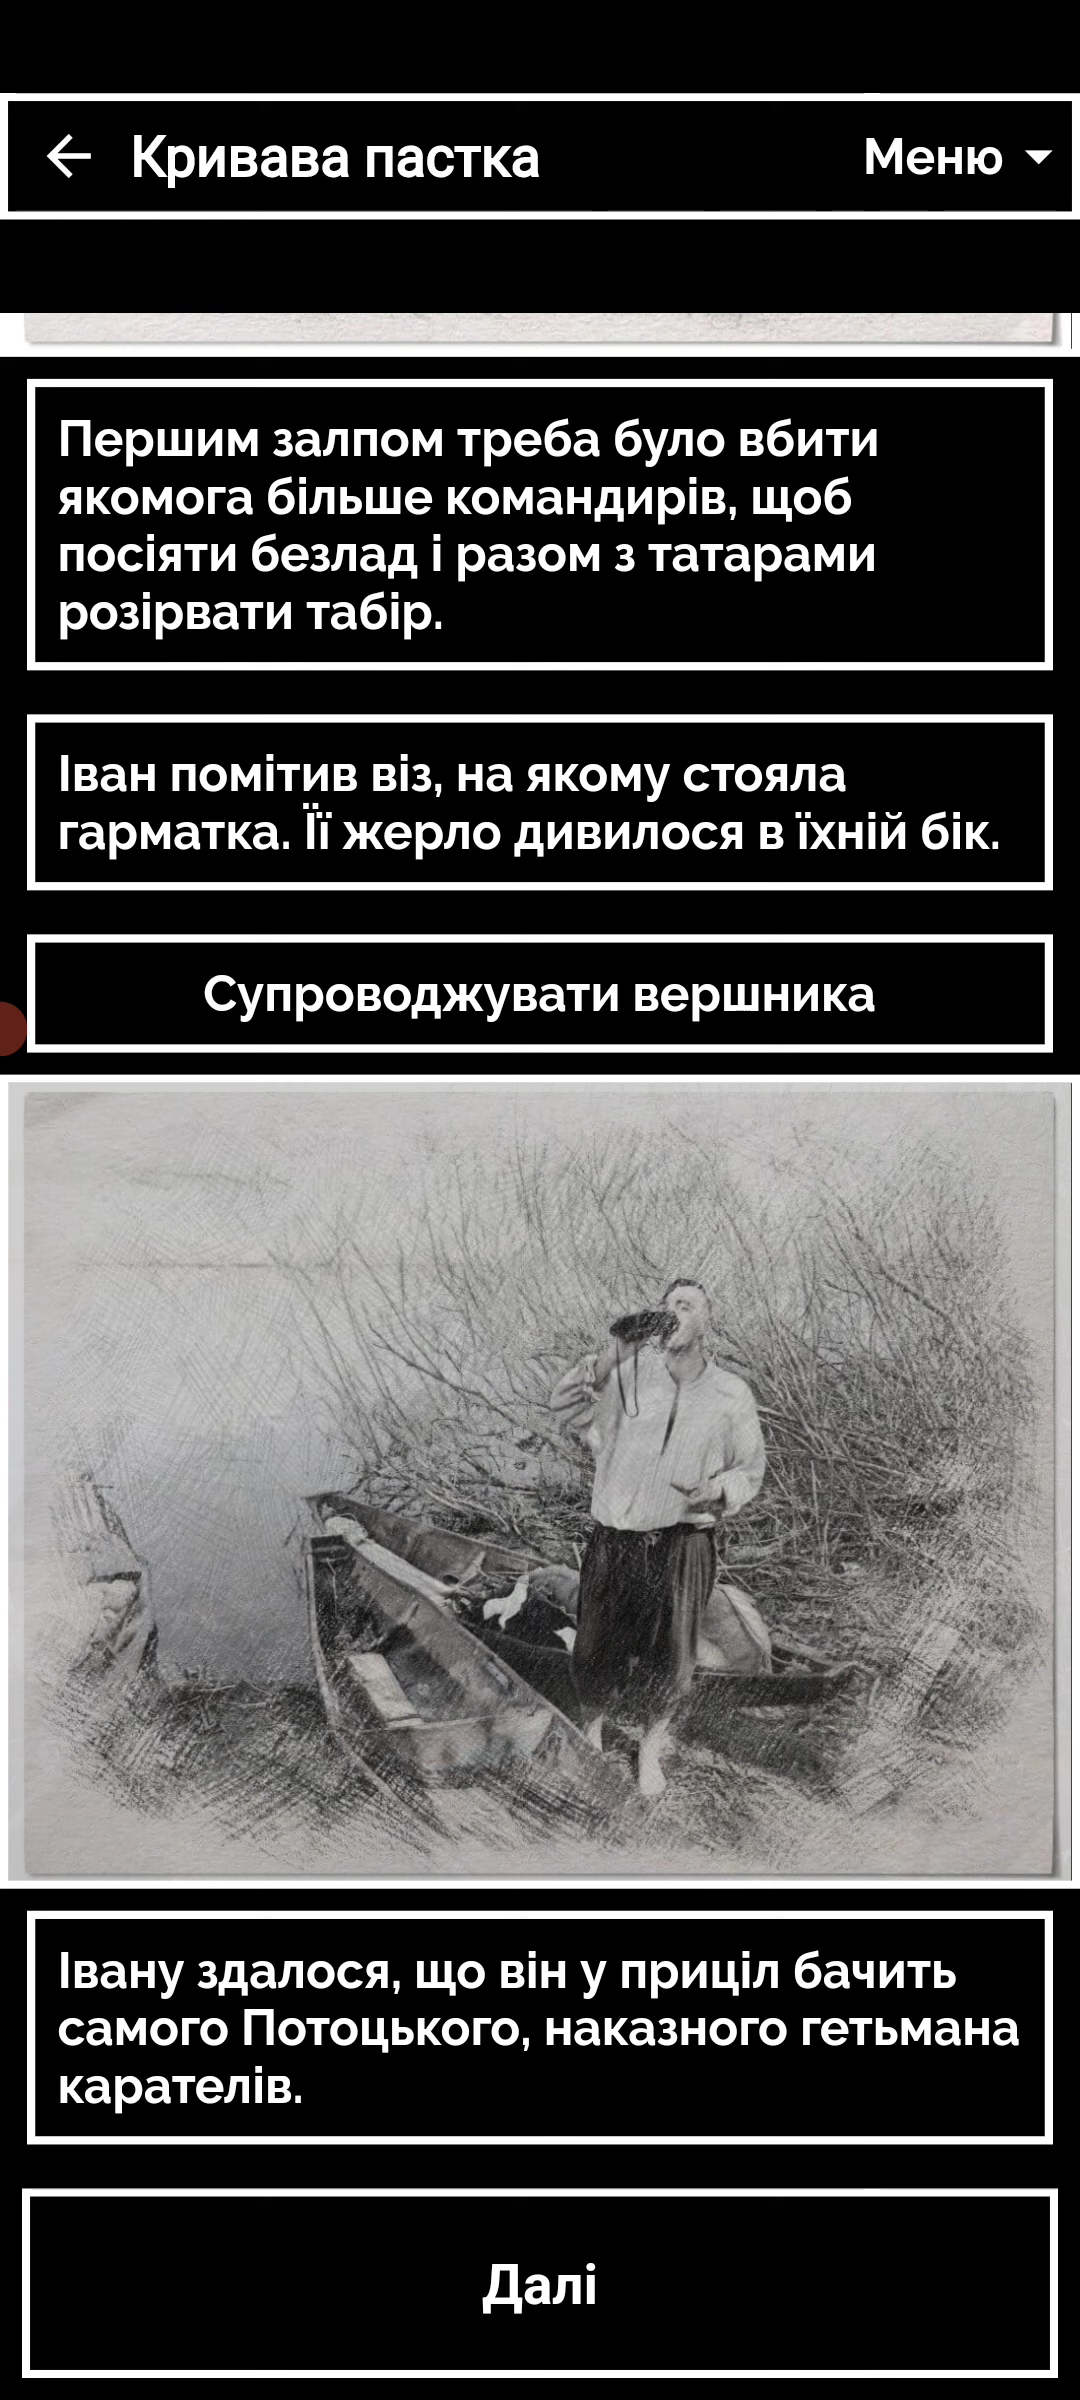 Кривава пастка
Меню
Першим залпом треба було вбити
якомога більше командирів, щоб
посіяти безлад і разом з татарами
розірвати табір.
Іван помітив віз, на якому стояла
гарматка. Її жерло дивилося в їхній бік.
Супроводжувати вершника
Івану здалося, що він у приціл бачить
самого Потоцького, наказного гетьмана
карателів.
Далі